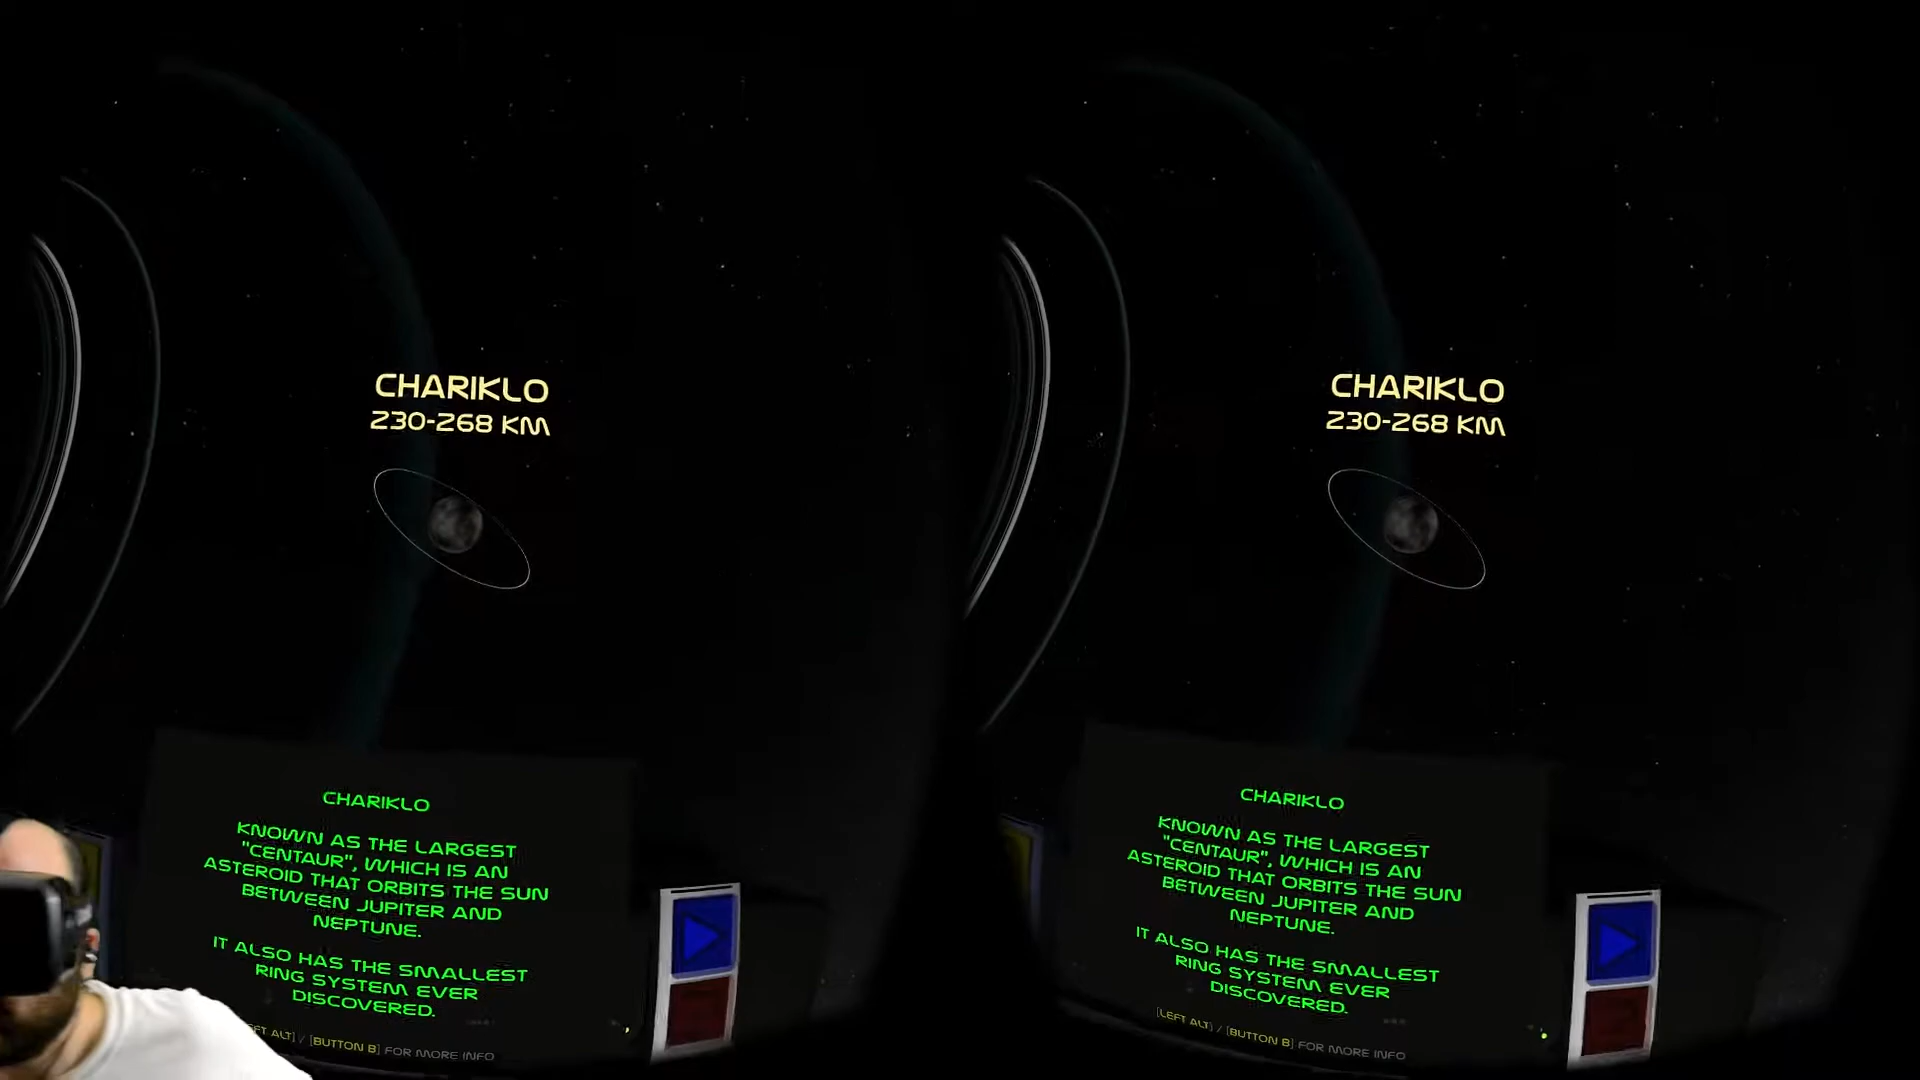 CHARIKLO
230-268 KM
CHARIKLO
KNOWN AS THE LARGEST
"CENTAUR", WHICH IS AN
ASTEROID THAT ORBITS THE SUN
BETWEEN JUPITER AND
NEPTUNE.
IT ALSO HAS THE SMALLEST
RING SYSTEM EVER
DISCOVERED.
EFT ALT] / [BUTTON B] FOR MORE INFO
CHARIKLO
230-268 KM
CHARIKLO
KNOWN AS THE LARGEST
"CENTAUR", WHICH IS AN
ASTEROID THAT ORBITS THE SUN
BETWEEN JUPITER AND
NEPTUNE.
IT ALSO HAS THE SMALLEST
RING SYSTEM EVER
DISCOVERED.
[LEFT ALT] / [BUTTON B] FOR MORE INFO